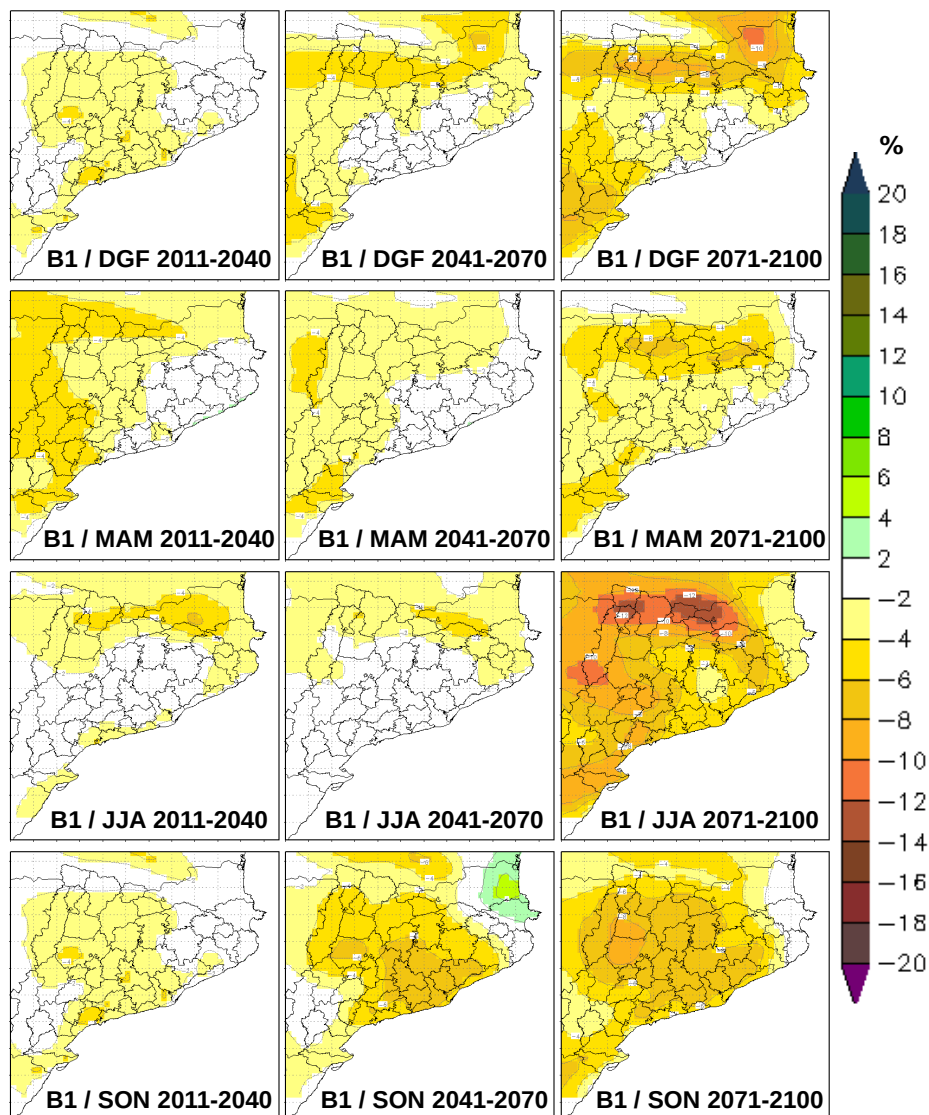 B1 / DGF 2011-2040
B1 / DGF 2041-2070
B1 / DGF 2071-2100
B1 / MAM 2011-2040
B1 / MAM 2041-2070
B1 / MAM 2071-2100
B1 / JJA 2011-2040
B1 / JJA 2041-2070
B1 / JJA 2071-2100
B1 / SON 2011-2040
B1 / SON 2041-2070
B1 / SON 2071-2100
%
20
18
16
14
12
10
8
6
4
2
−2
−4
−6
−8
−10
−12
−14
−16
−18
−20